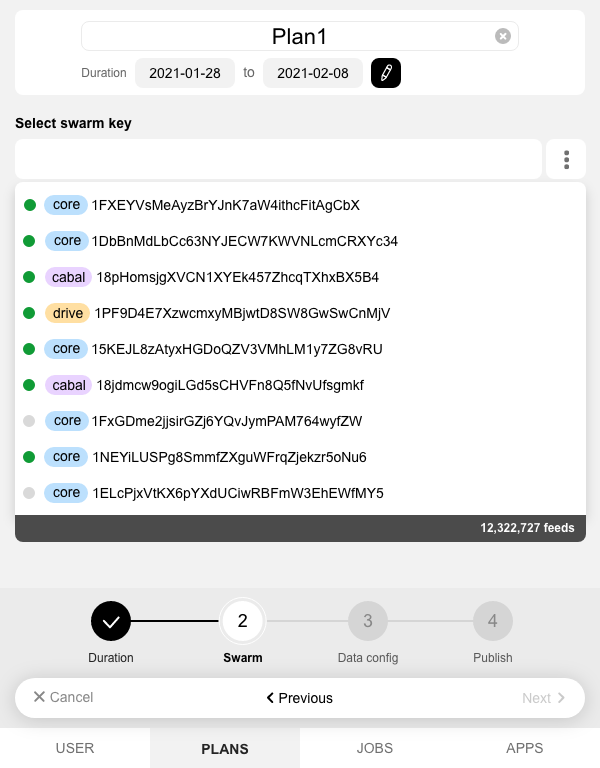 Plan1
Duration 2021-01-28 to 2021-02-08
Select swarm key
core 1FXEYVsMeAyzBrYJnK7aW4ithcFitAgCbX
core 1DbBnMdLbCc63NYJECW7KWVNLcmCRXYc34
cabal 18pHomsjgXVCN1XYEk457ZhcqTXhxBX5B4
drive 1PF9D4E7XzwcmxyMBjwtD8SW8GwSwCnMjV
core 15KEJL8zAtyxHGDoQZV3VMhLM1y7ZG8vRU
cabal 18jdmcw9ogiLGd5sCHVFn8Q5fNvUfsgmkf
core 1FxGDme2jjsirGZj6YQvJymPAM764wyfZW
core 1NEYiLUSPg8SmmfZXguWFrqZjekzr5oNu6
core 1ELcPjxVtKX6pYXdUCiwRBFmW3EhEWfMY5
12,322,727 feeds
2 3 4
Duration Swarm Data config Publish
Cancel Previous Next
USER PLANS JOBS APPS